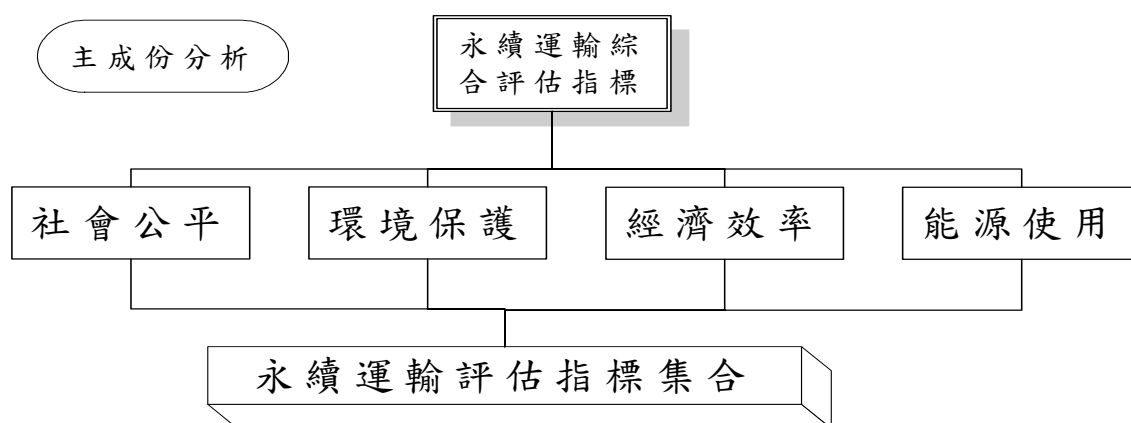 主成份分析
永續運輸綜
合評估指標
社會公平
環境保護
經濟效率
能源使用
永續運輸評估指標集合